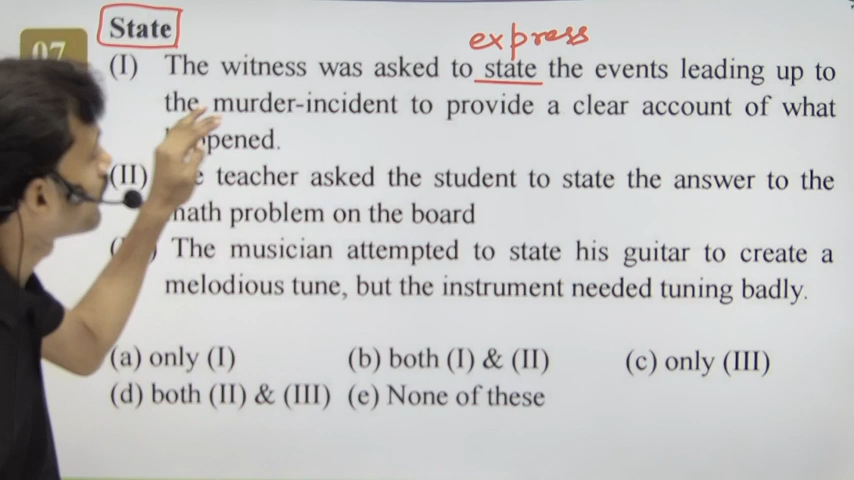 State
express
07
(I) The witness was asked to state the events leading up to
the murder-incident to provide a clear account of what
pened.
(II) teacher asked the student to state the answer to the
math problem on the board
The musician attempted to state his guitar to create a
melodious tune, but the instrument needed tuning badly.
(a) only (I) (b) both (I) & (II) (c) only (III)
(d) both (II) & (III) (e) None of these